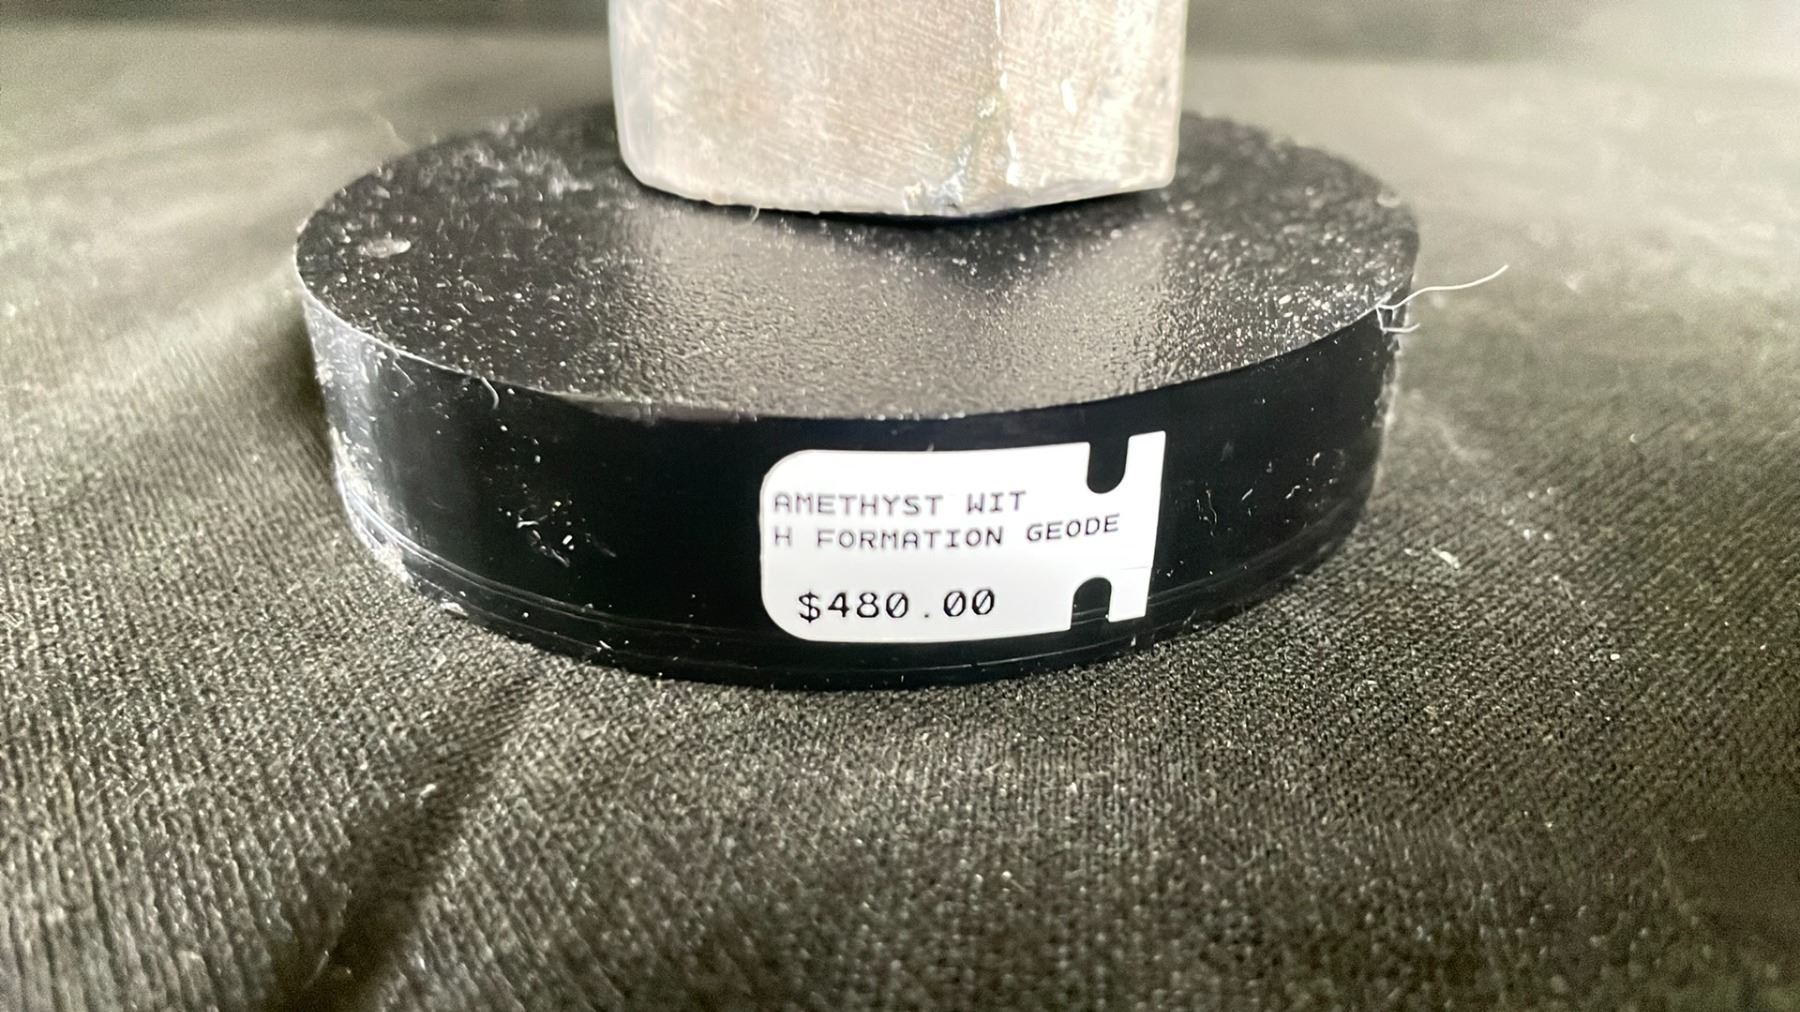 AMETHYST WIT
H FORMATION GEODE
$480.00